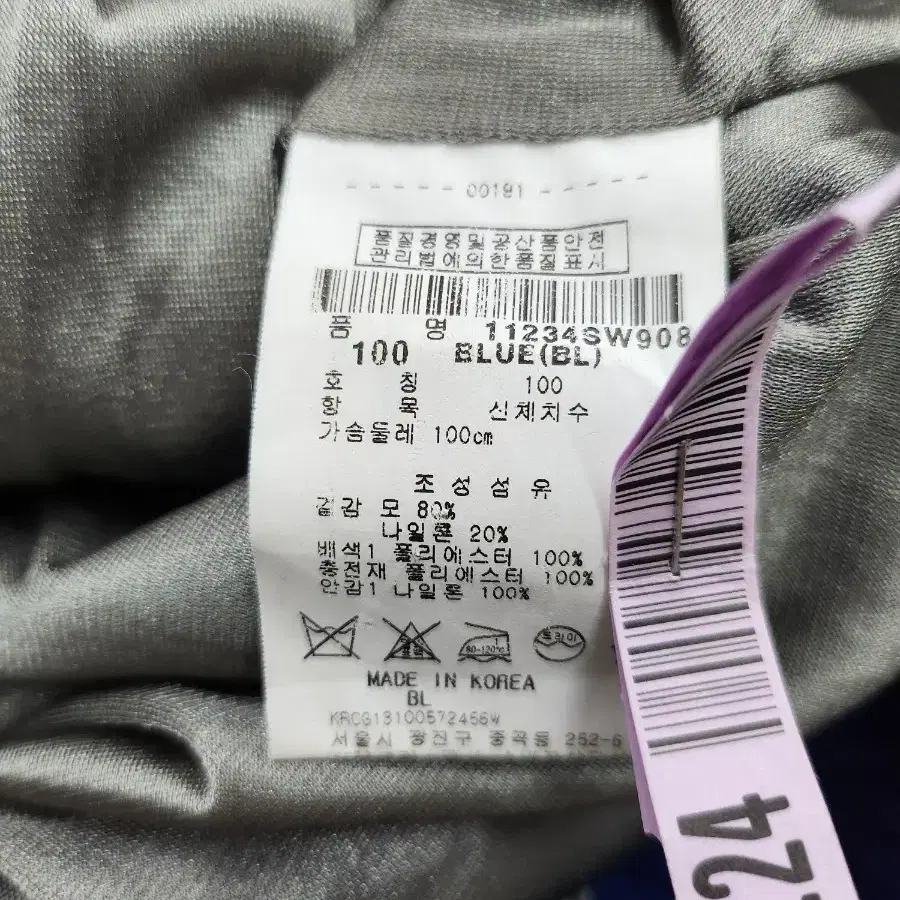 00191
품질경영및공산품안전
관리법에의한품질표시
품 명 11234SW908
100 BLUE(BL)
호 칭 100
항 목 신체치수
가슴둘레 100cm
조성섬유
겉감 모 80%
나일론 20%
배색1 폴리에스터 100%
충전재 폴리에스터 100%
안감1 나일론 100%
80-120℃ 드라이
MADE IN KOREA
BL
KRCG13100572456W
서울시 광진구 중곡동 252-6
24